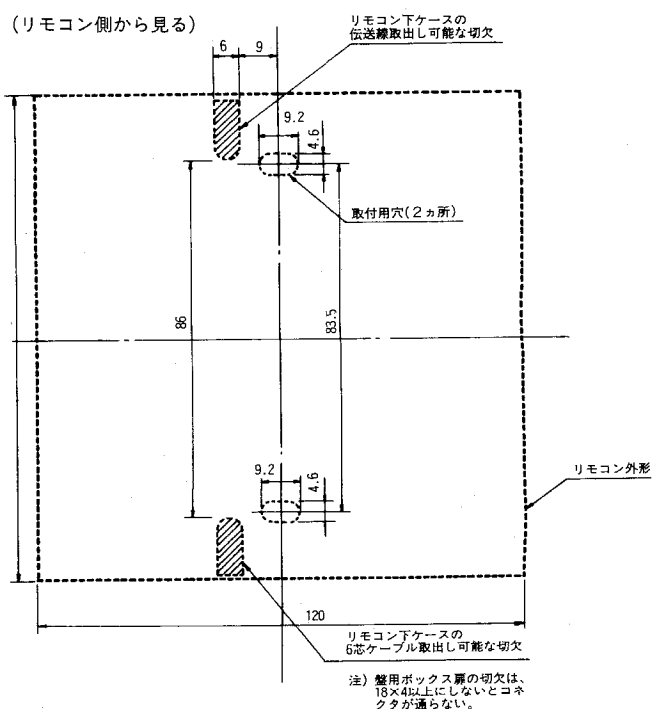 (リモコン側から見る)
リモコン下ケースの
伝送線取出し可能な切欠
6
9
9.2
4.6
取付用穴(2ヵ所)
86
83.5
9.2
4.6
リモコン外形
120
リモコン下ケースの
6芯ケーブル取出し可能な切欠
注) 盤用ボックス扉の切欠は、
18×4以上にしないとコネ
クタが通らない。